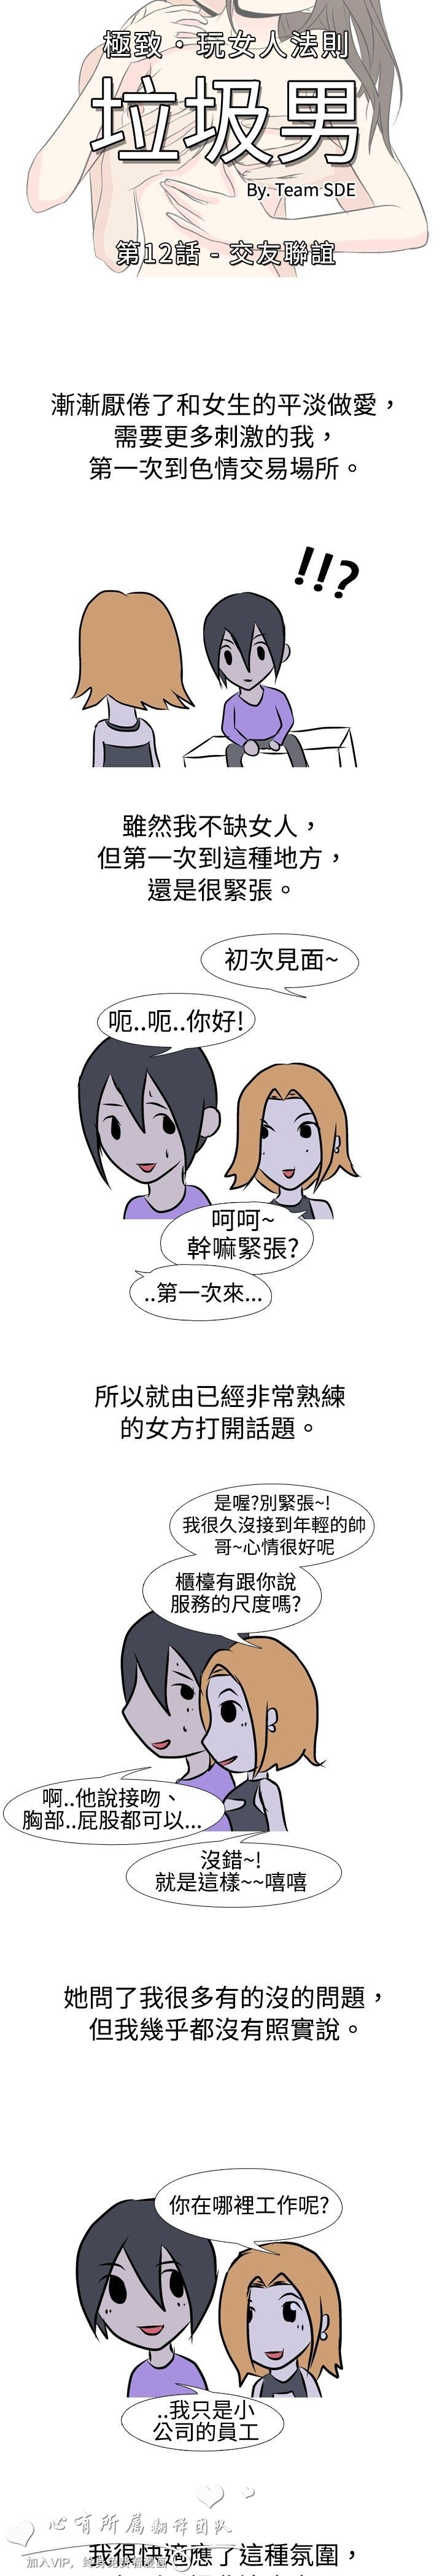 極致・玩女人法則
垃圾男
By. Team SDE
第12話 - 交友聯誼
漸漸厭倦了和女生的平淡做愛，
需要更多刺激的我，
第一次到色情交易場所。
!!?
雖然我不缺女人，
但第一次到這種地方，
還是很緊張。
初次見面~
呃..呃..你好!
呵呵~
幹嘛緊張?
..第一次來...
所以就由已經非常熟練
的女方打開話題。
是喔?別緊張~!
我很久沒接到年輕的帥
哥~心情很好呢
櫃檯有跟你說
服務的尺度嗎?
啊..他說接吻、
胸部..屁股都可以...
沒錯~!
就是這樣~~嘻嘻
她問了我很多有的沒的問題，
但我幾乎都沒有照實說。
你在哪裡工作呢?
..我只是小
公司的員工
心有所属翻译团队
我很快適應了這種氛圍，
加入VIP，终身免费看漫画